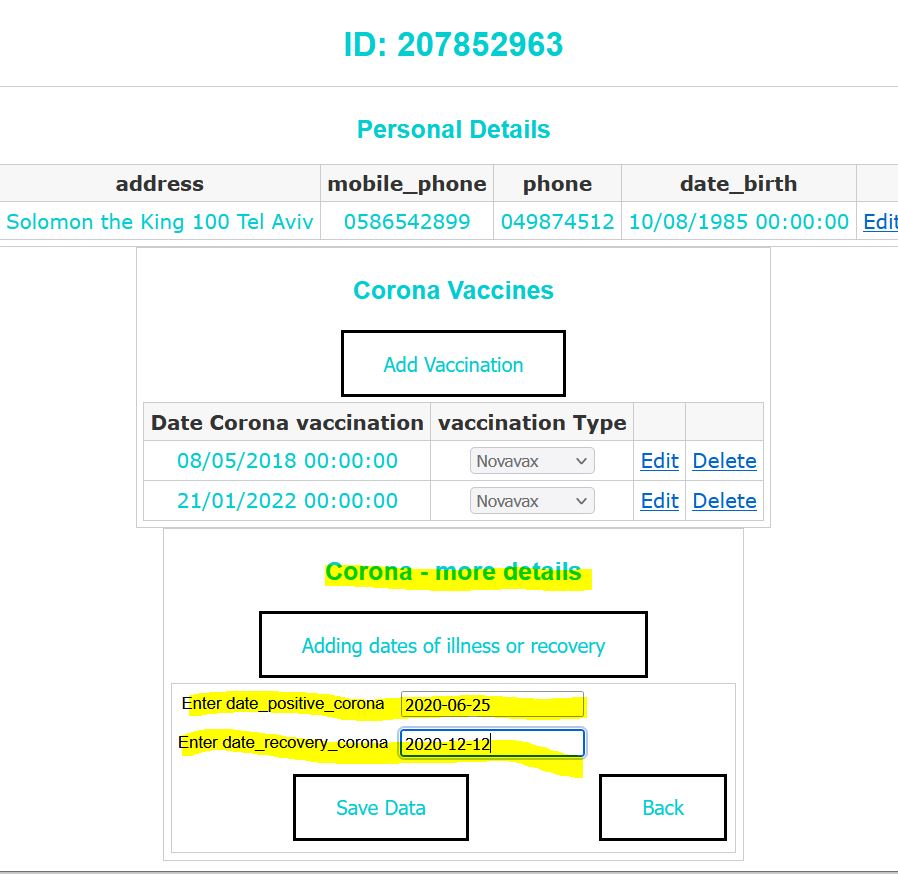 ID: 207852963
Personal Details
address mobile_phone phone date_birth
Solomon the King 100 Tel Aviv 0586542899 049874512 10/08/1985 00:00:00 Edit
Corona Vaccines
Add Vaccination
Date Corona vaccination vaccination Type
08/05/2018 00:00:00 Novavax Edit Delete
21/01/2022 00:00:00 Novavax Edit Delete
Corona - more details
Adding dates of illness or recovery
Enter date_positive_corona 2020-06-25
Enter date_recovery_corona 2020-12-12
Save Data Back